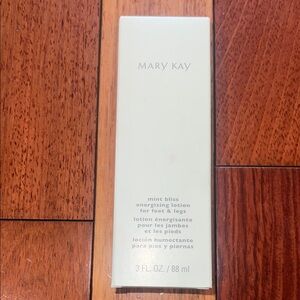 MARY KAY
mint bliss
energizing lotion
for feet & legs
lotion énergisante
pour les jambes
et les pieds
loción humectante
para pies y piernas
3 FL. OZ. / 88 ml